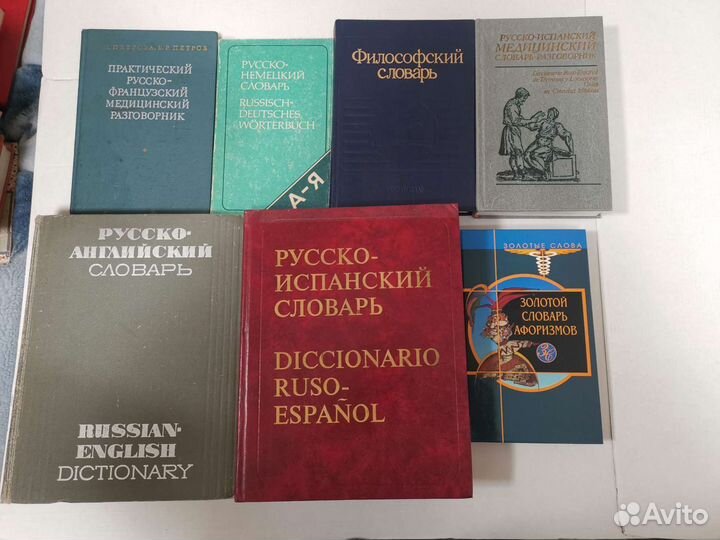 В.Р. ПЕТРОВ
ПРАКТИЧЕСКИЙ
РУССКО-
ФРАНЦУЗСКИЙ
МЕДИЦИНСКИЙ
РАЗГОВОРНИК
РУССКО-
НЕМЕЦКИЙ
СЛОВАРЬ
RUSSISCH-
DEUTSCHES
WÖRTERBUCH
А-Я
Философский
словарь
РУССКО-ИСПАНСКИЙ
МЕДИЦИНСКИЙ
СЛОВАРЬ-РАЗГОВОРНИК
РУССКО-
АНГЛИЙСКИЙ
СЛОВАРЬ
RUSSIAN-
ENGLISH
DICTIONARY
РУССКО-
ИСПАНСКИЙ
СЛОВАРЬ
DICCIONARIO
RUSO-
ESPAÑOL
ЗОЛОТЫЕ СЛОВА
ЗОЛОТОЙ
СЛОВАРЬ
АФОРИЗМОВ
Avito